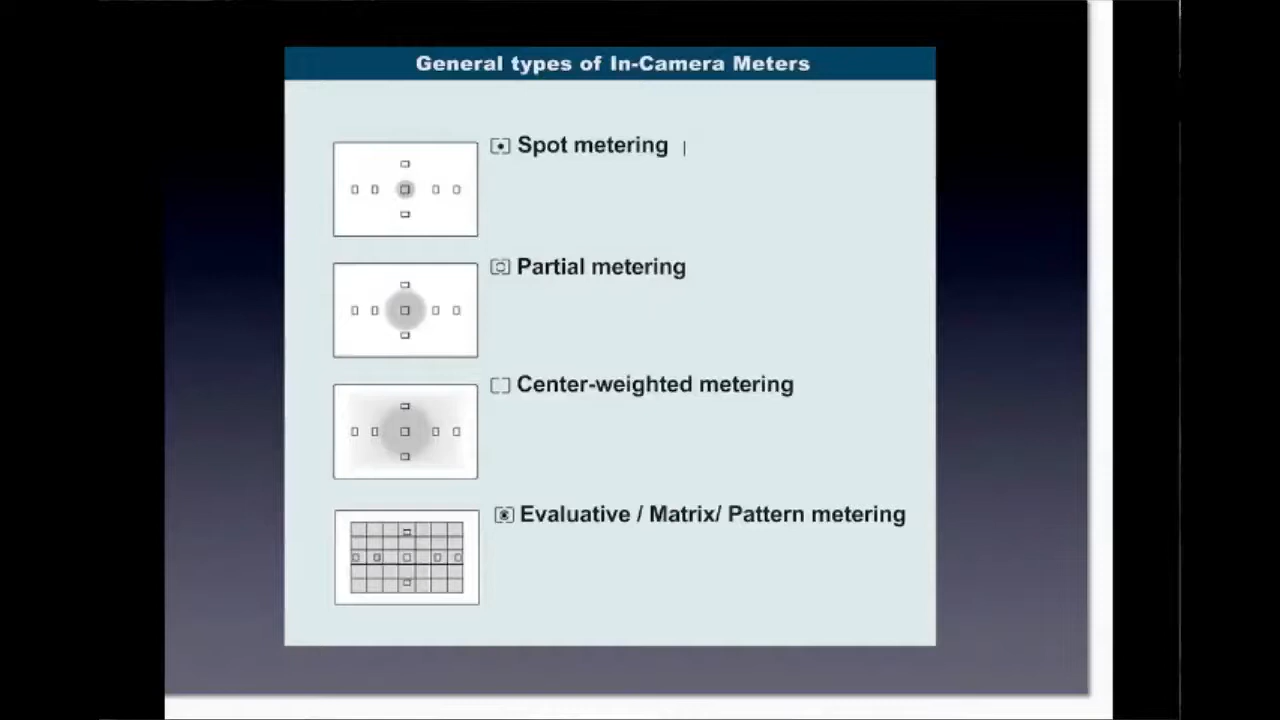 General types of In-Camera Meters
Spot metering
Partial metering
Center-weighted metering
Evaluative / Matrix/ Pattern metering